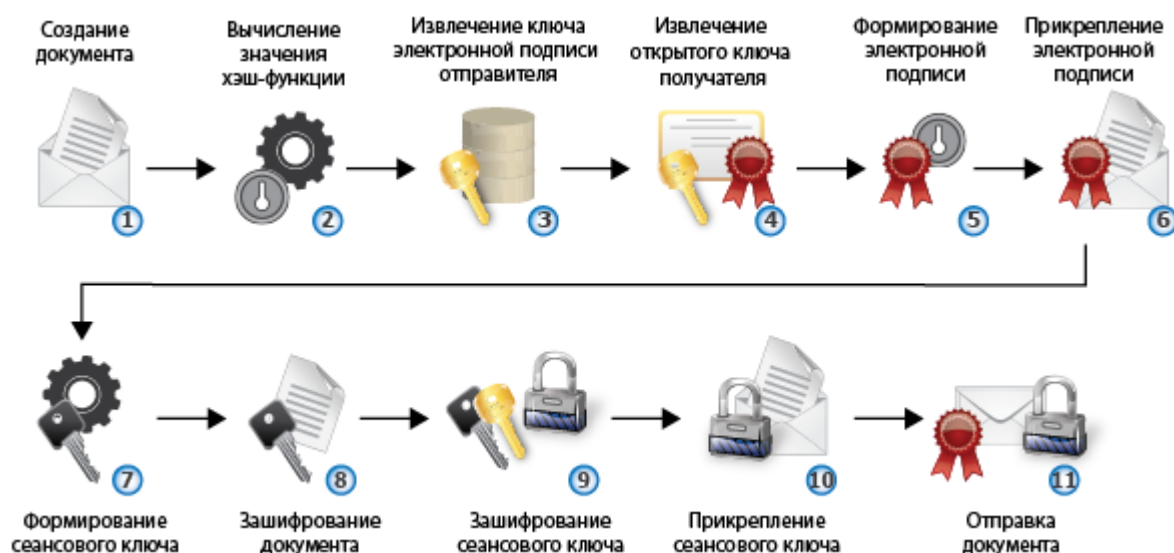 Создание
документа
Вычисление
значения
хэш-функции
Извлечение ключа
электронной подписи
отправителя
Извлечение
открытого ключа
получателя
Формирование
электронной
подписи
Прикрепление
электронной
подписи
1
2
3
4
5
6
7
8
9
10
11
Формирование
сеансового ключа
Зашифрование
документа
Зашифрование
сеансового ключа
Прикрепление
сеансового ключа
Отправка
документа